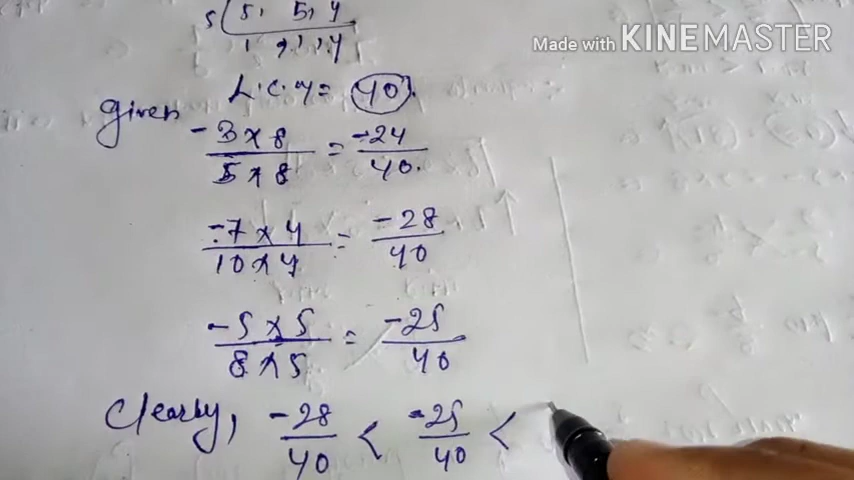 Made with KINEMASTER
5 | 5, 5, 4
1, 1, 4
L.C.M = 40.
Given
-3 x 8 / 5 x 8 = -24 / 40.
-7 x 4 / 10 x 4 = -28 / 40
-5 x 5 / 8 x 5 = -25 / 40
Clearly, -28 / 40 < -25 / 40 <